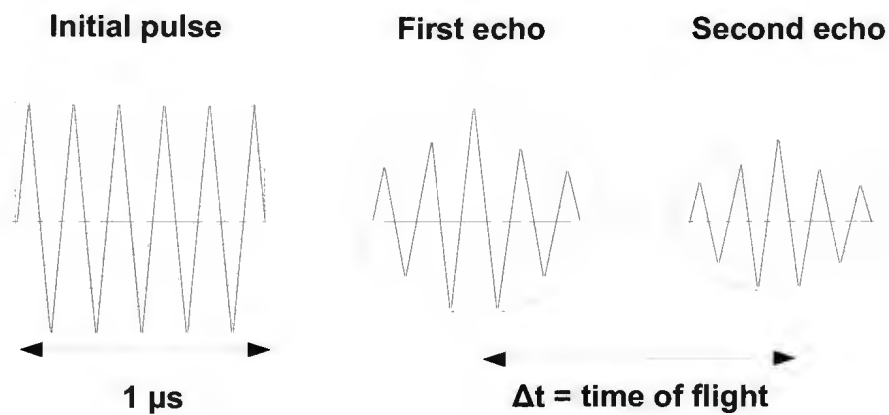 Initial pulse First echo Second echo
1 μs Δt = time of flight